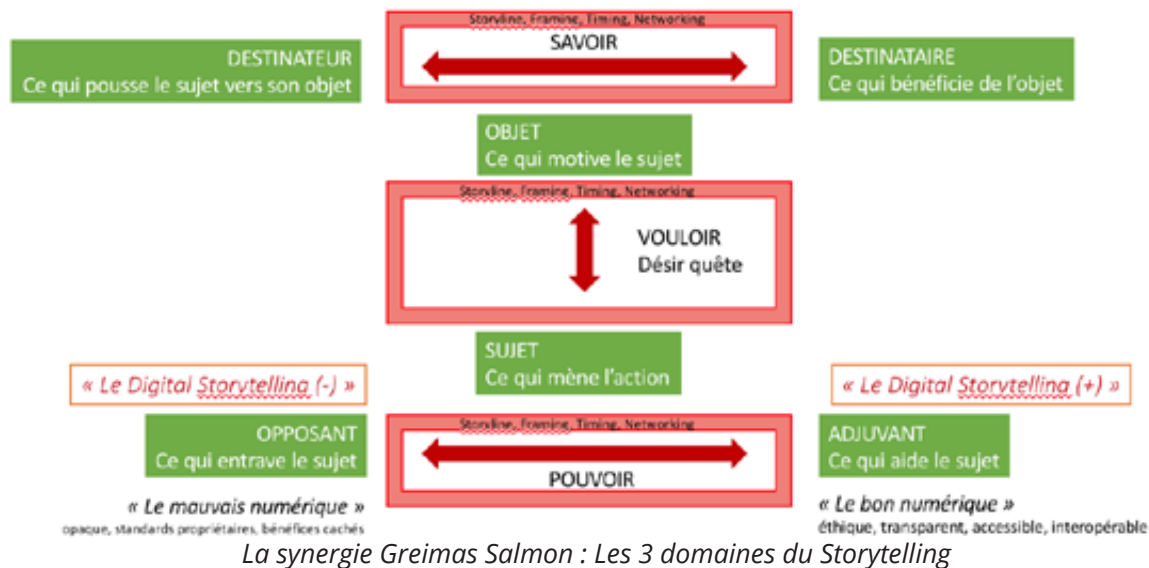 Storyline, Framing, Timing, Networking
SAVOIR
DESTINATEUR
Ce qui pousse le sujet vers son objet
DESTINATAIRE
Ce qui bénéficie de l'objet
OBJET
Ce qui motive le sujet
Storyline, Framing, Timing, Networking
VOULOIR
Désir quête
SUJET
Ce qui mène l'action
« Le Digital Storytelling (-) »
« Le Digital Storytelling (+) »
OPPOSANT
Ce qui entrave le sujet
Storyline, Framing, Timing, Networking
POUVOIR
ADJUVANT
Ce qui aide le sujet
« Le mauvais numérique »
opaque, standards propriétaires, bénéfices cachés
« Le bon numérique »
éthique, transparent, accessible, interopérable
La synergie Greimas Salmon : Les 3 domaines du Storytelling